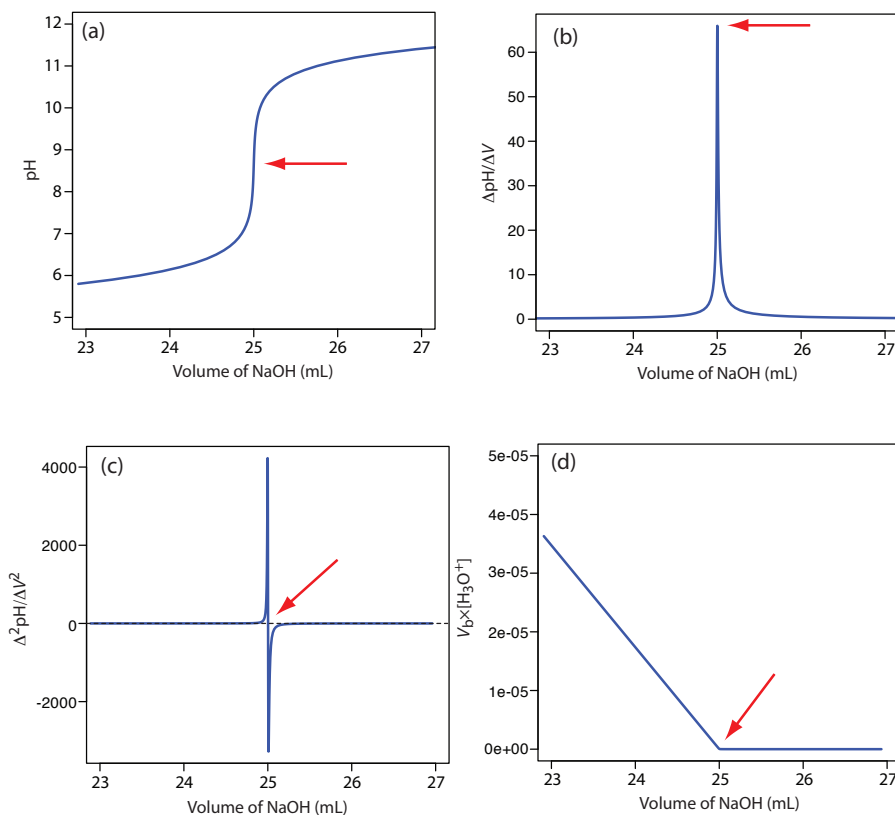 (a)
12
11
10
9
8
7
6
5
pH
23 24 25 26 27
Volume of NaOH (mL)
(b)
60
50
40
30
20
10
0
ΔpH/ΔV
23 24 25 26 27
Volume of NaOH (mL)
(c)
4000
2000
0
-2000
Δ²pH/ΔV²
23 24 25 26 27
Volume of NaOH (mL)
(d)
5e-05
4e-05
3e-05
2e-05
1e-05
0e+00
V_b×[H₃O⁺]
23 24 25 26 27
Volume of NaOH (mL)